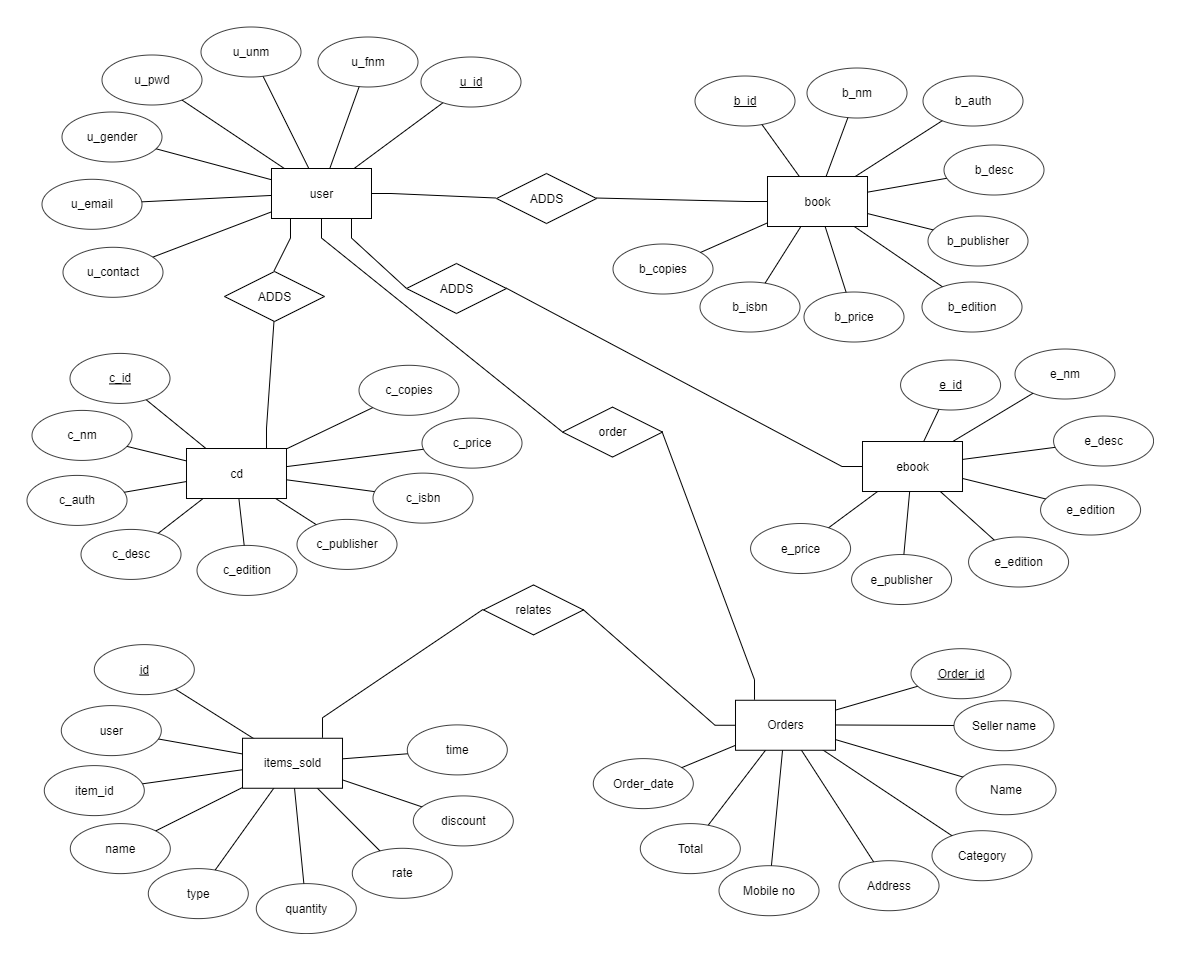 u_unm
u_fnm
u_pwd
u_id
u_gender
u_email
u_contact
user
ADDS
b_id
b_nm
b_auth
b_desc
book
b_publisher
b_copies
b_isbn
b_price
b_edition
ADDS
ADDS
c_id
c_copies
c_nm
c_price
cd
c_auth
c_isbn
c_desc
c_publisher
c_edition
order
e_id
e_nm
e_desc
ebook
e_edition
e_price
e_edition
e_publisher
relates
id
user
time
items_sold
item_id
discount
name
rate
type
quantity
Order_id
Orders
Seller name
Order_date
Name
Total
Category
Mobile no
Address